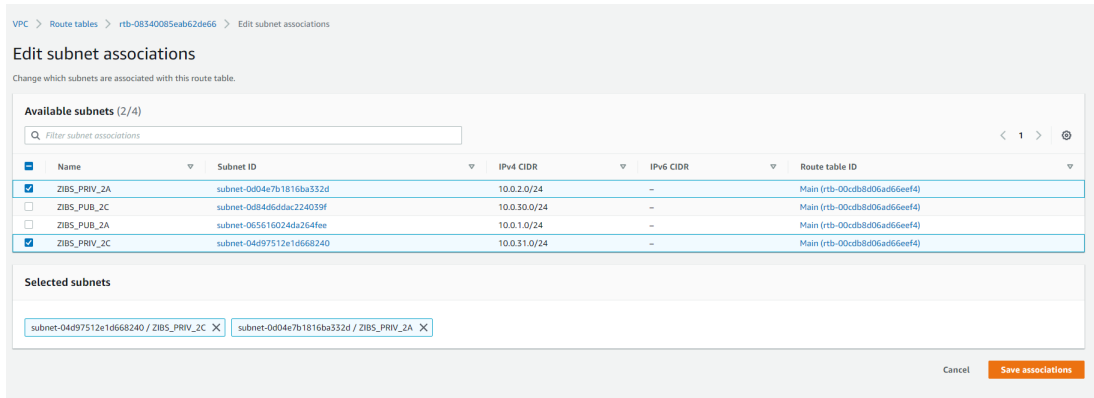 VPC > Route tables > rtb-08340085eab62de66 > Edit subnet associations
Edit subnet associations
Change which subnets are associated with this route table.
Available subnets (2/4)
Filter subnet associations
1
Name Subnet ID IPv4 CIDR IPv6 CIDR Route table ID
ZIBS_PRIV_2A subnet-0d04e7b1816ba332d 10.0.2.0/24 – Main (rtb-00cdb8d06ad66eef4)
ZIBS_PUB_2C subnet-0d84d6ddac224039f 10.0.30.0/24 – Main (rtb-00cdb8d06ad66eef4)
ZIBS_PUB_2A subnet-065616024da264fee 10.0.1.0/24 – Main (rtb-00cdb8d06ad66eef4)
ZIBS_PRIV_2C subnet-04d97512e1d668240 10.0.31.0/24 – Main (rtb-00cdb8d06ad66eef4)
Selected subnets
subnet-04d97512e1d668240 / ZIBS_PRIV_2C X subnet-0d04e7b1816ba332d / ZIBS_PRIV_2A X
Cancel Save associations